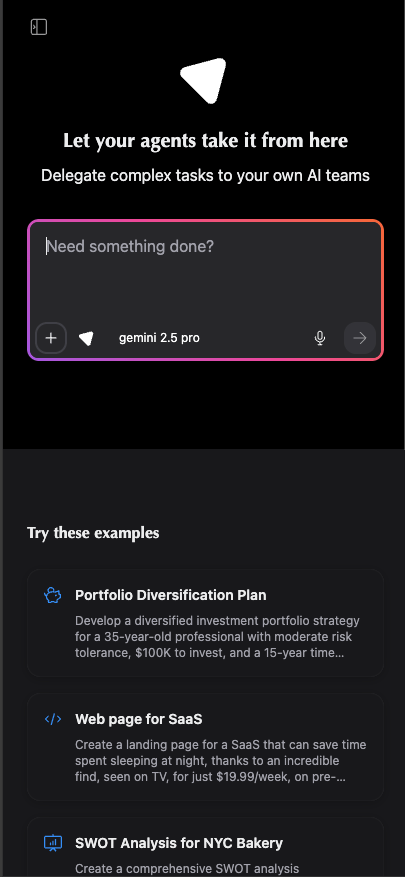 Let your agents take it from here
Delegate complex tasks to your own AI teams
Need something done?
gemini 2.5 pro
Try these examples
Portfolio Diversification Plan
Develop a diversified investment portfolio strategy
for a 35-year-old professional with moderate risk
tolerance, $100K to invest, and a 15-year time...
Web page for SaaS
Create a landing page for a SaaS that can save time
spent sleeping at night, thanks to an incredible
find, seen on TV, for just $19.99/week, on pre-...
SWOT Analysis for NYC Bakery
Create a comprehensive SWOT analysis